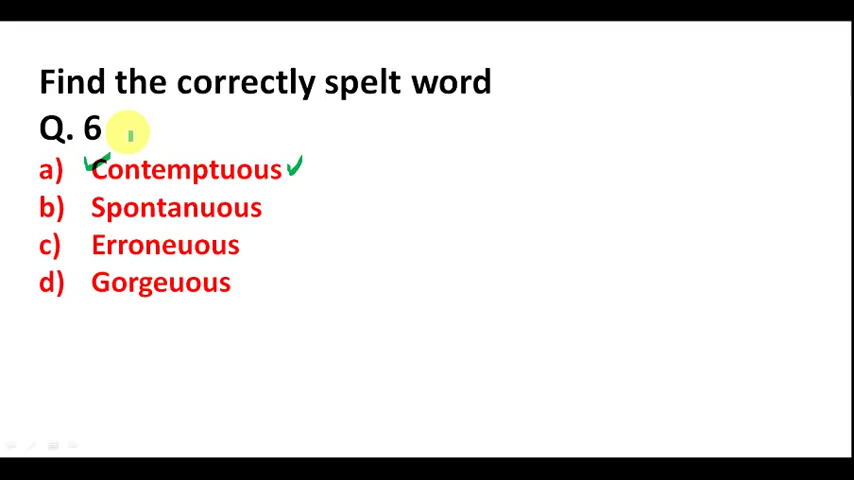 Find the correctly spelt word
Q. 6
a) Contemptuous
b) Spontanuous
c) Erroneuous
d) Gorgeuous